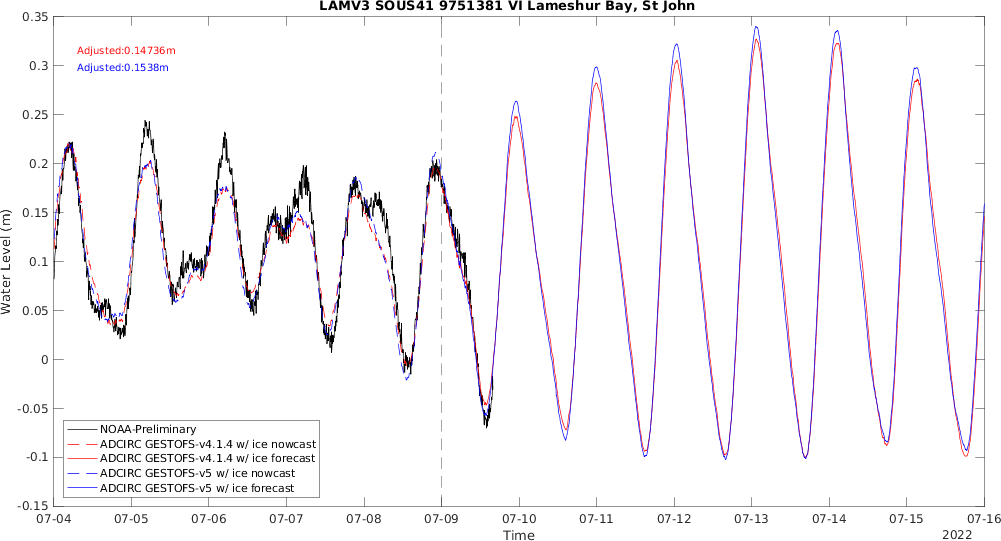 LAMV3 SOUS41 9751381 VI Lameshur Bay, St John
0.35
0.3
0.25
0.2
0.15
0.1
0.05
0
-0.05
-0.1
-0.15
Water Level (m)
Adjusted:0.14736m
Adjusted:0.1538m
NOAA-Preliminary
ADCIRC GESTOFS-v4.1.4 w/ ice nowcast
ADCIRC GESTOFS-v4.1.4 w/ ice forecast
ADCIRC GESTOFS-v5 w/ ice nowcast
ADCIRC GESTOFS-v5 w/ ice forecast
07-04 07-05 07-06 07-07 07-08 07-09 07-10 07-11 07-12 07-13 07-14 07-15 07-16
Time
2022